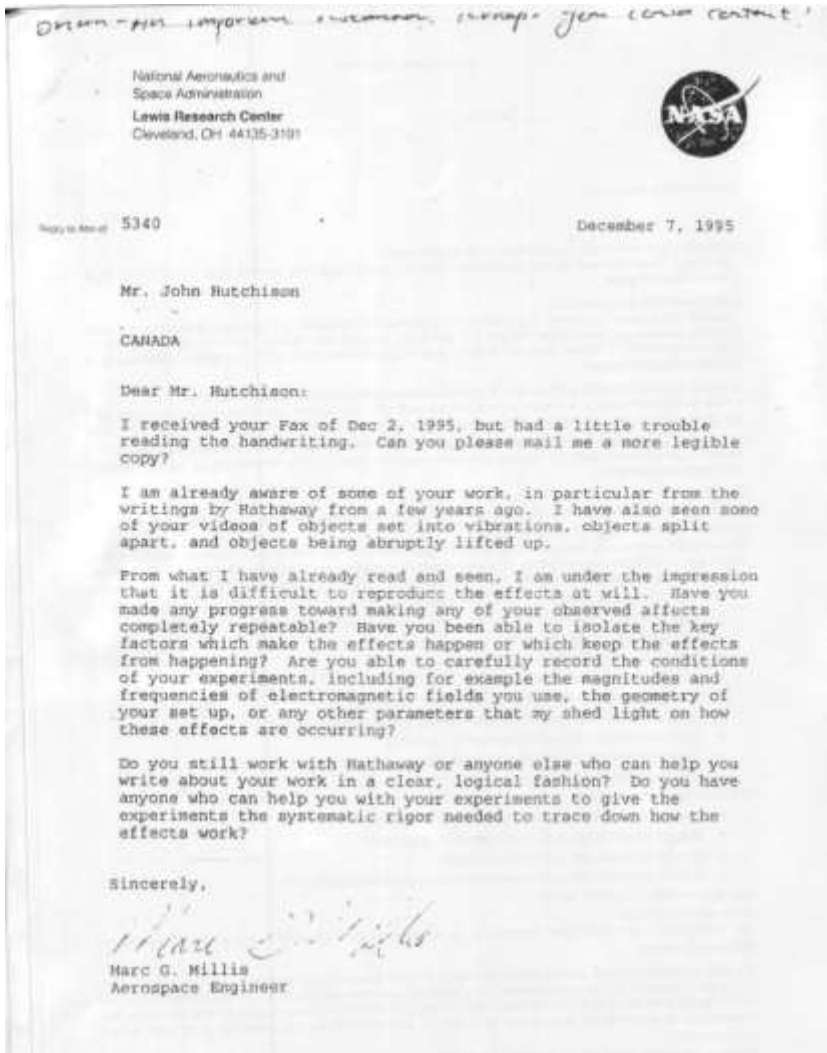 important
content!
National Aeronautics and
Space Administration
Lewis Research Center
Cleveland, OH 44135-3191
NASA
Reply to Attn of: 5340
December 7, 1995
Mr. John Hutchison
CANADA
Dear Mr. Hutchison:
I received your Fax of Dec 2, 1995, but had a little trouble
reading the handwriting. Can you please mail me a more legible
copy?
I am already aware of some of your work, in particular from the
writings by Hathaway from a few years ago. I have also seen some
of your videos of objects set into vibrations, objects split
apart, and objects being abruptly lifted up.
From what I have already read and seen, I am under the impression
that it is difficult to reproduce the effects at will. Have you
made any progress toward making any of your observed affects
completely repeatable? Have you been able to isolate the key
factors which make the effects happen or which keep the effects
from happening? Are you able to carefully record the conditions
of your experiments, including for example the magnitudes and
frequencies of electromagnetic fields you use, the geometry of
your set up, or any other parameters that my shed light on how
these effects are occurring?
Do you still work with Hathaway or anyone else who can help you
write about your work in a clear, logical fashion? Do you have
anyone who can help you with your experiments to give the
experiments the systematic rigor needed to trace down how the
effects work?
Sincerely,
Marc G. Millis
Marc G. Millis
Aerospace Engineer